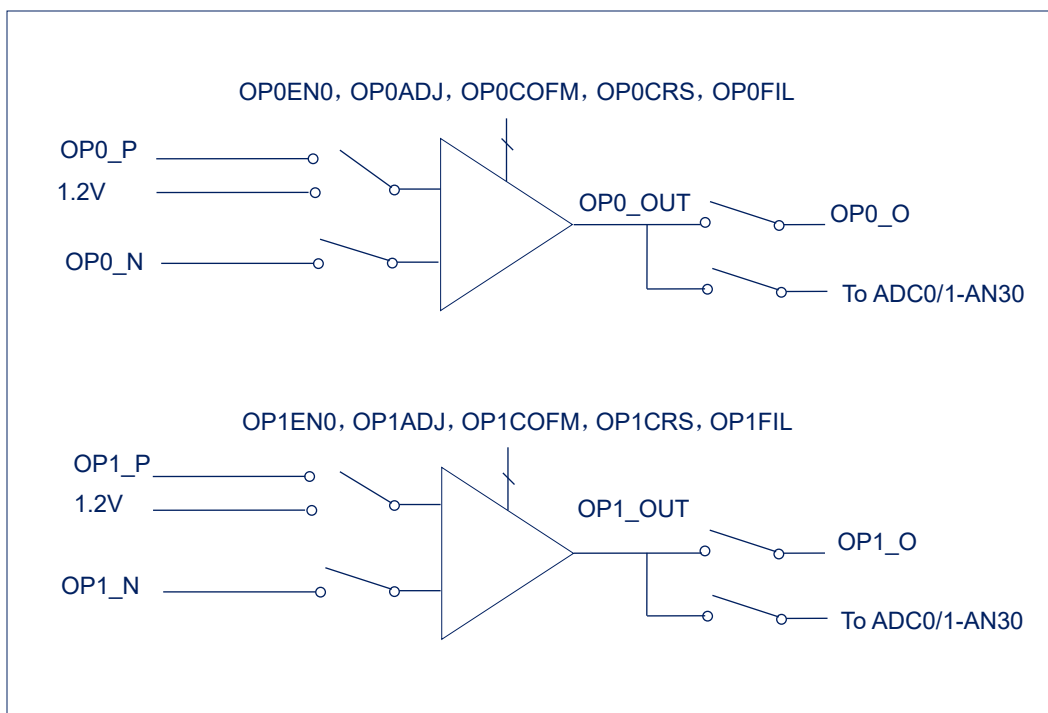 OP0EN0，OP0ADJ，OP0COFM，OP0CRS，OP0FIL
OP0_P
1.2V
OP0_N
OP0_OUT
OP0_O
To ADC0/1-AN30
OP1EN0，OP1ADJ，OP1COFM，OP1CRS，OP1FIL
OP1_P
1.2V
OP1_N
OP1_OUT
OP1_O
To ADC0/1-AN30